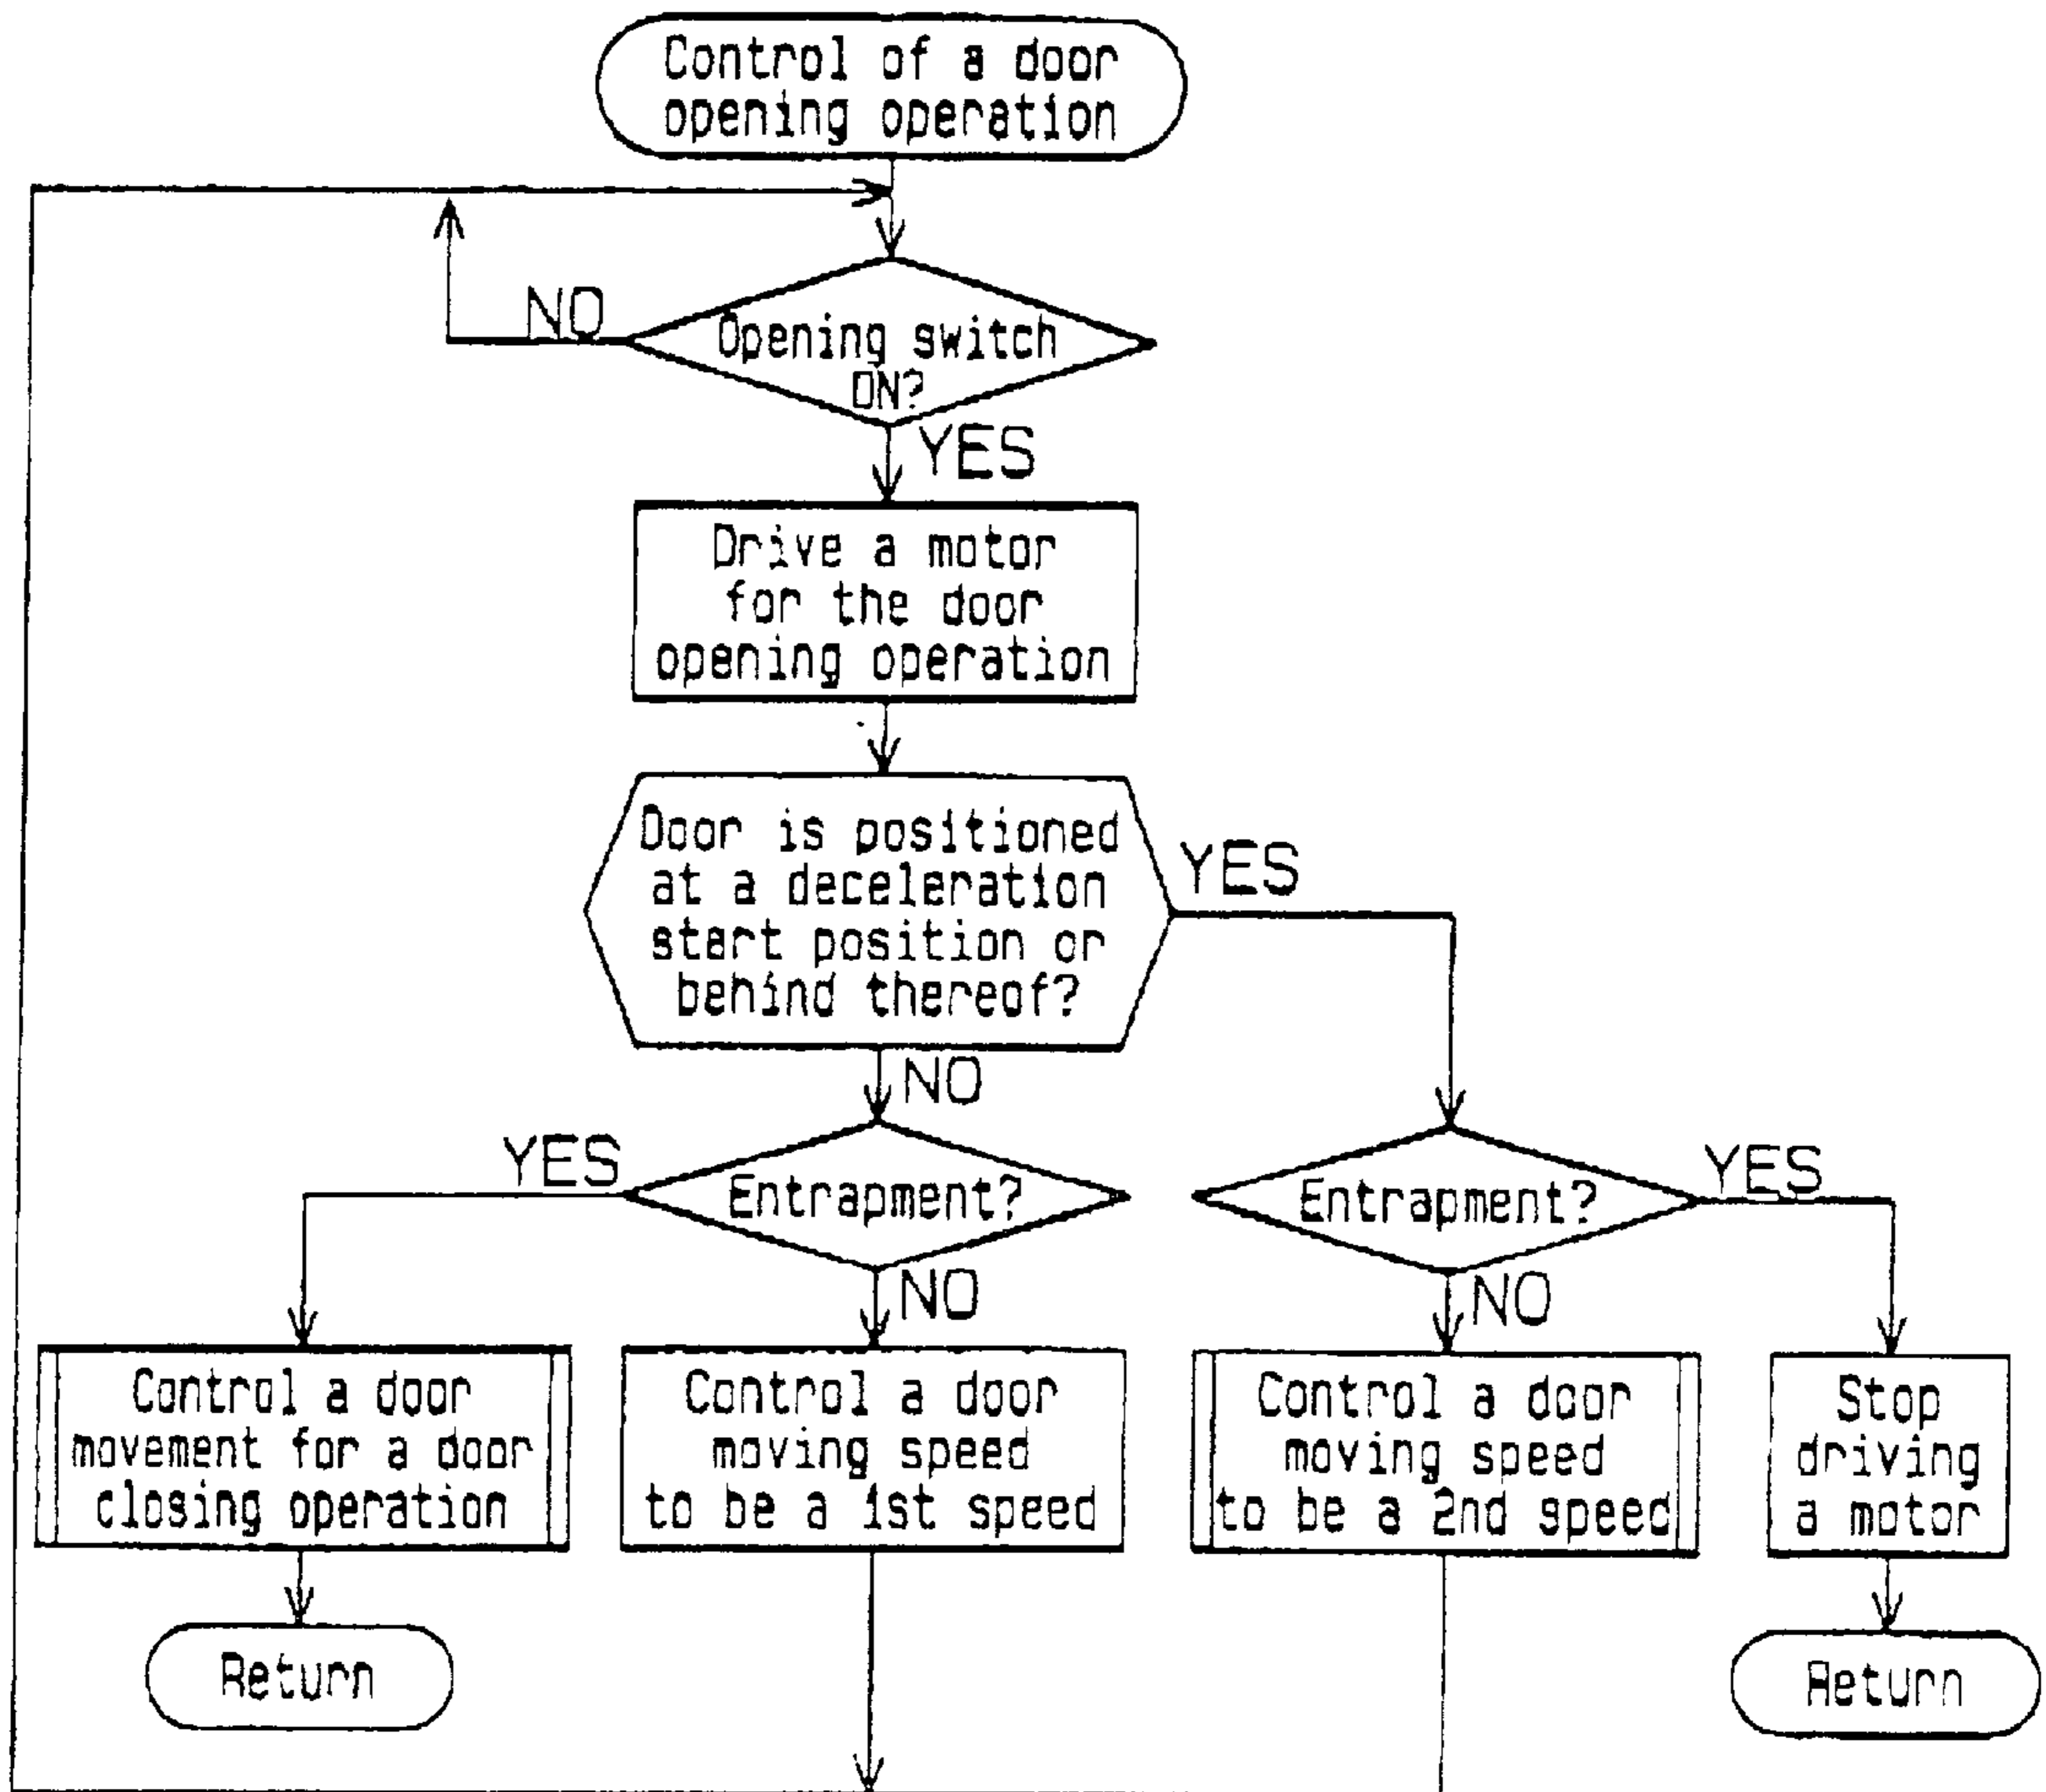 Control of a door
opening operation
NO
Opening switch
ON?
YES
Drive a motor
for the door
opening operation
Door is positioned
at a deceleration
start position or
behind thereof?
YES
NO
YES
Entrapment?
NO
Entrapment?
YES
NO
Control a door
movement for a door
closing operation
Control a door
moving speed
to be a 1st speed
Control a door
moving speed
to be a 2nd speed
Stop
driving
a motor
Return
Return